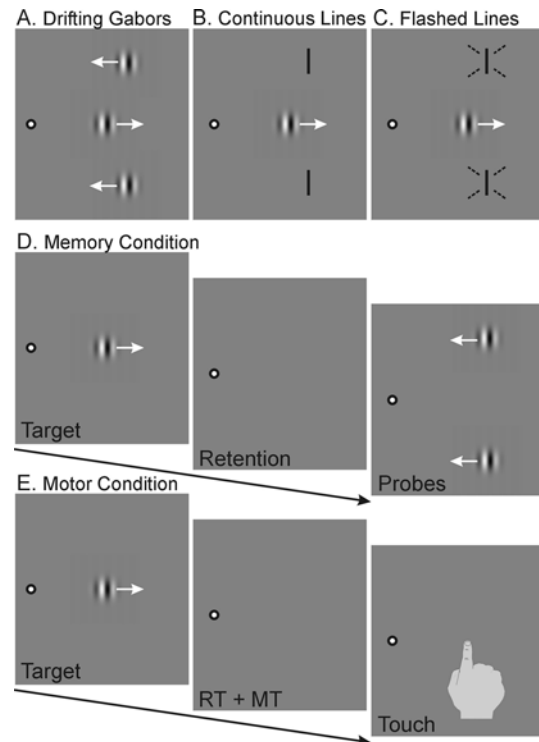 A. Drifting Gabors
B. Continuous Lines
C. Flashed Lines
D. Memory Condition
Target
Retention
Probes
E. Motor Condition
Target
RT + MT
Touch